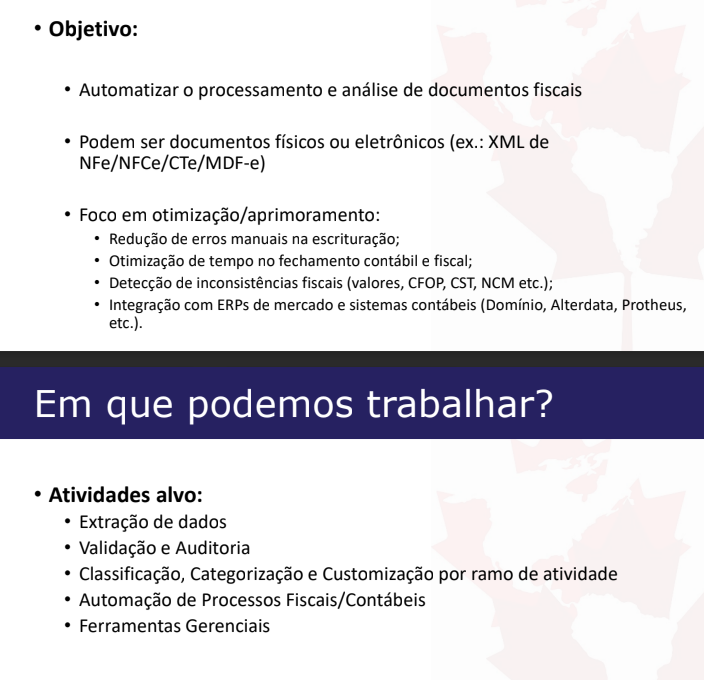 • Objetivo:
• Automatizar o processamento e análise de documentos fiscais
• Podem ser documentos físicos ou eletrônicos (ex.: XML de
NFe/NFCe/CTe/MDF-e)
• Foco em otimização/aprimoramento:
• Redução de erros manuais na escrituração;
• Otimização de tempo no fechamento contábil e fiscal;
• Detecção de inconsistências fiscais (valores, CFOP, CST, NCM etc.);
• Integração com ERPs de mercado e sistemas contábeis (Domínio, Alterdata, Protheus,
etc.).
Em que podemos trabalhar?
• Atividades alvo:
• Extração de dados
• Validação e Auditoria
• Classificação, Categorização e Customização por ramo de atividade
• Automação de Processos Fiscais/Contábeis
• Ferramentas Gerenciais